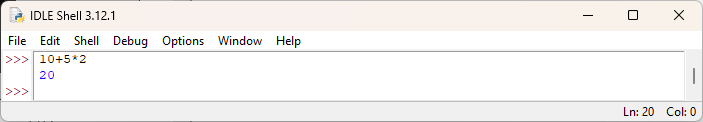 IDLE Shell 3.12.1
File Edit Shell Debug Options Window Help
>>> 10+5*2
20
>>>
Ln: 20 Col: 0